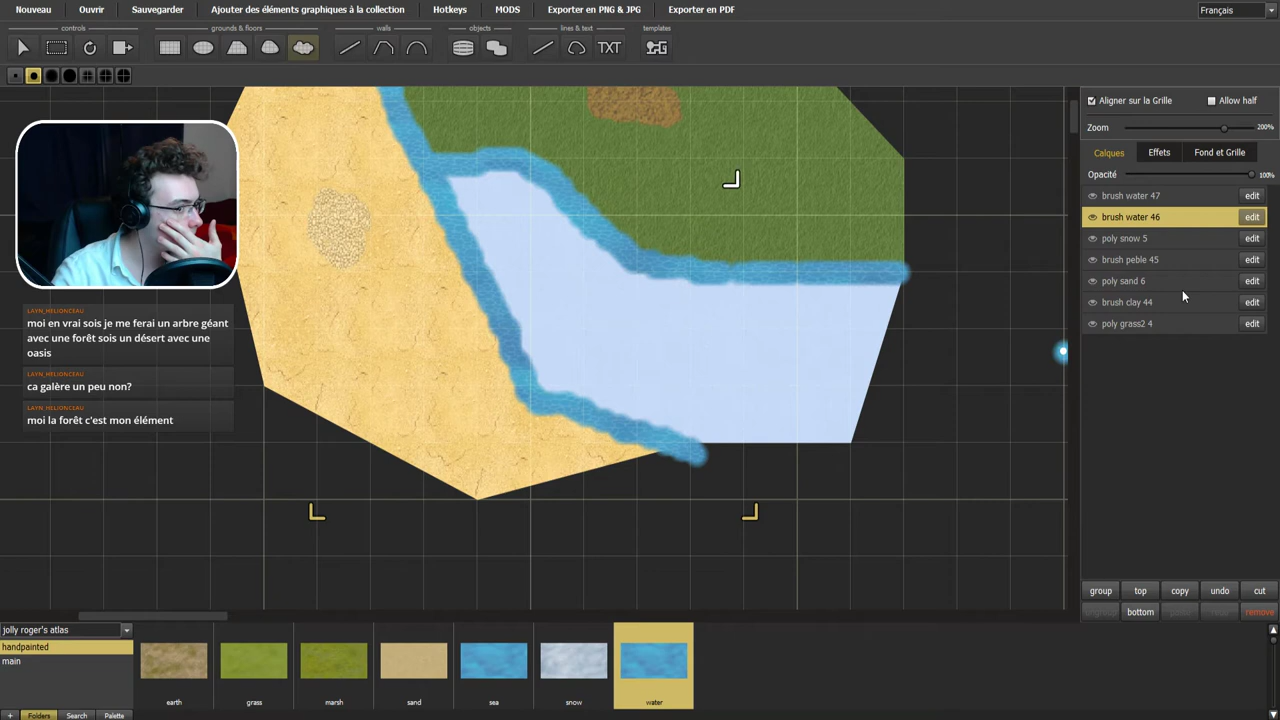 Nouveau Ouvrir Sauvegarder Ajouter des éléments graphiques à la collection Hotkeys MODS Exporter en PNG & JPG Exporter en PDF Français
controls grounds & floors walls objects lines & text templates
TXT
Aligner sur la Grille Allow half
Zoom 200%
Calques Effets Fond et Grille
Opacité 100%
brush water 47 edit
brush water 46 edit
poly snow 5 edit
brush peble 45 edit
poly sand 6 edit
brush clay 44 edit
poly grass2 4 edit
LAYN_HELIONCEAU
moi en vrai sois je me ferai un arbre géant
avec une forêt sois un désert avec une
oasis
LAYN_HELIONCEAU
ca galère un peu non?
LAYN_HELIONCEAU
moi la forêt c'est mon élément
group top copy undo cut
bottom remove
jolly roger's atlas
handpainted
main
earth grass marsh sand sea snow water
+ Folders Search Palette